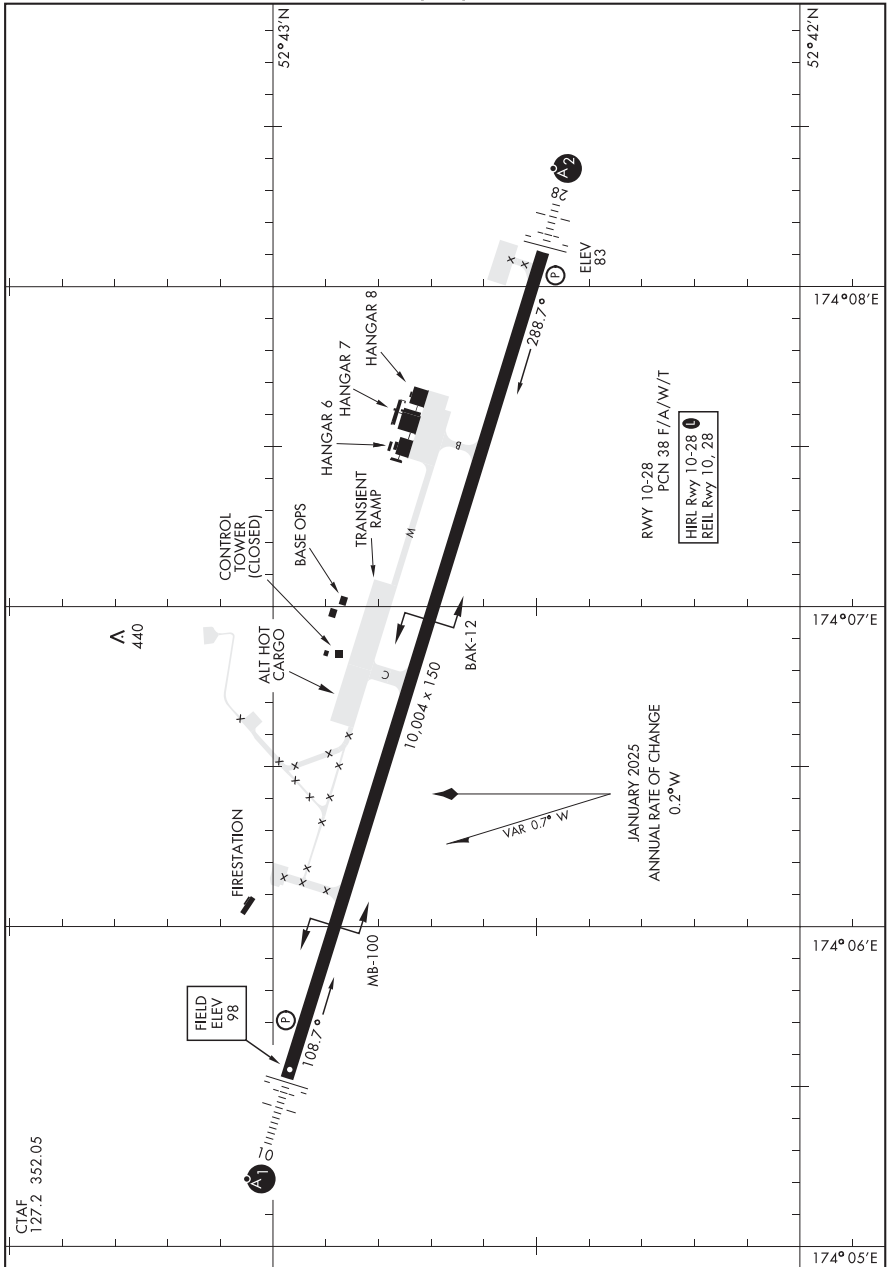 CTAF
127.2 352.05
A1
10
FIELD
ELEV
98
P
108.7°
MB-100
FIRESTATION
ALT HOT
CARGO
440
CONTROL
TOWER
(CLOSED)
BASE OPS
TRANSIENT
RAMP
HANGAR 6
HANGAR 7
HANGAR 8
C
M
B
10,004 x 150
BAK-12
288.7°
P
ELEV
83
28
A2
VAR 0.7° W
JANUARY 2025
ANNUAL RATE OF CHANGE
0.2° W
RWY 10-28
PCN 38 F/A/W/T
HIRL Rwy 10-28 L
REIL Rwy 10, 28
52°43'N
52°42'N
174°05'E
174°06'E
174°07'E
174°08'E